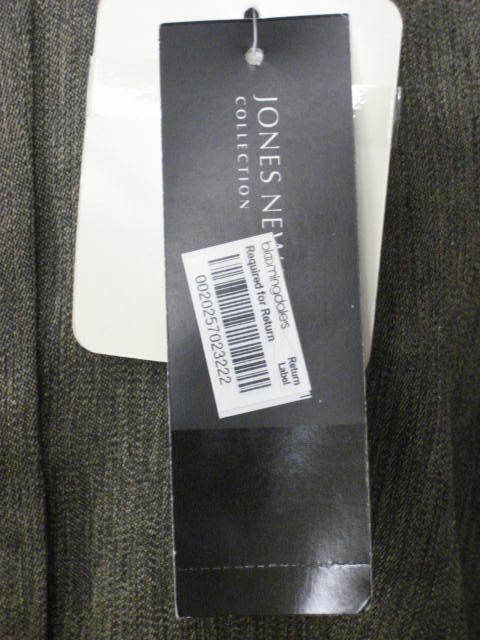 JONES NEW
COLLECTION
bloomingdale's
Required for Return
Return
Label
0020257023222